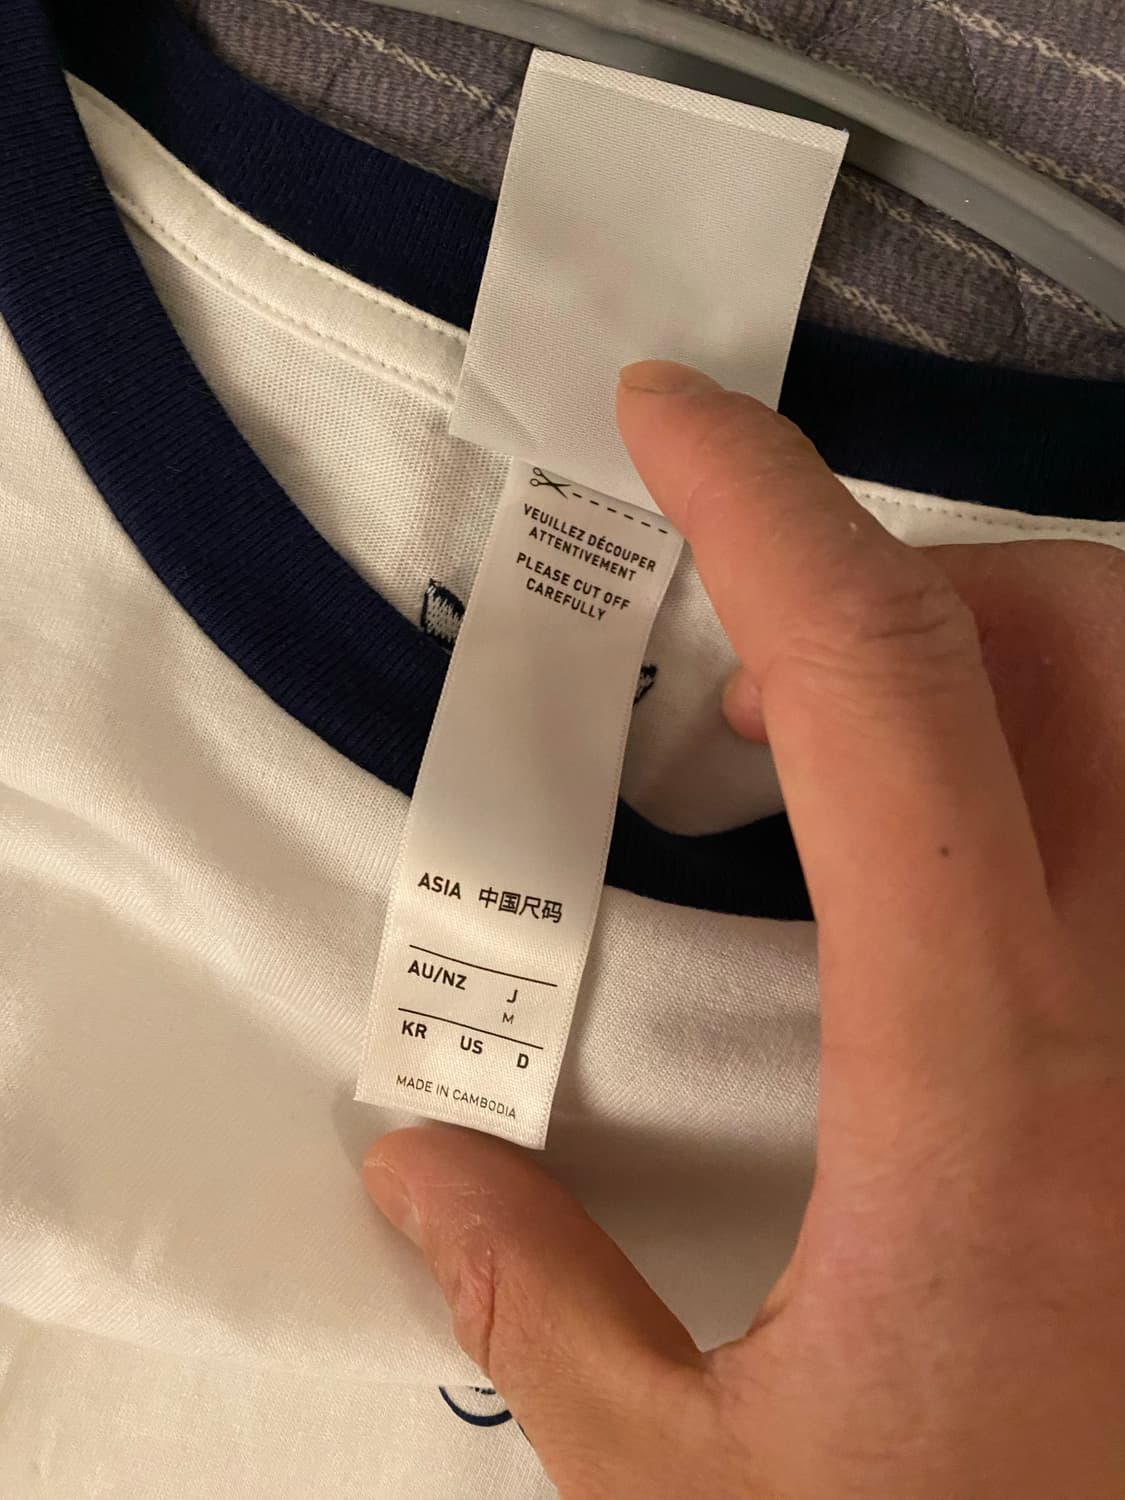 VEUILLEZ DÉCOUPER
ATTENTIVEMENT
PLEASE CUT OFF
CAREFULLY
ASIA 中国尺码
AU/NZ J
M
KR US D
MADE IN CAMBODIA